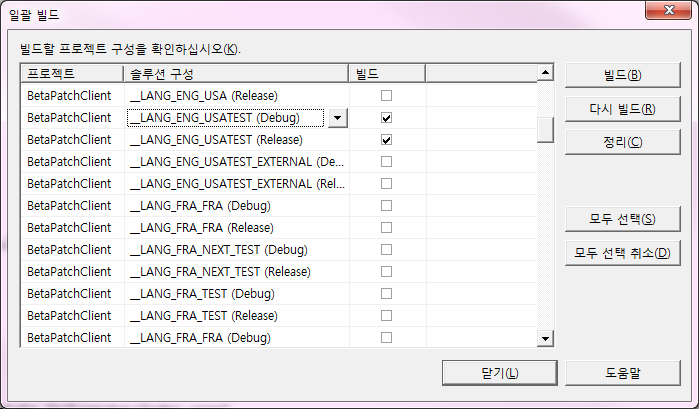 일괄 빌드
빌드할 프로젝트 구성을 확인하십시오(K).
프로젝트 솔루션 구성 빌드
BetaPatchClient __LANG_ENG_USA (Release)
BetaPatchClient __LANG_ENG_USATEST (Debug)
BetaPatchClient __LANG_ENG_USATEST (Release)
BetaPatchClient __LANG_ENG_USATEST_EXTERNAL (De...
BetaPatchClient __LANG_ENG_USATEST_EXTERNAL (Rel...
BetaPatchClient __LANG_FRA_FRA (Debug)
BetaPatchClient __LANG_FRA_FRA (Release)
BetaPatchClient __LANG_FRA_NEXT_TEST (Debug)
BetaPatchClient __LANG_FRA_NEXT_TEST (Release)
BetaPatchClient __LANG_FRA_TEST (Debug)
BetaPatchClient __LANG_FRA_TEST (Release)
BetaPatchClient __LANG_FRA_FRA (Debug)
빌드(B)
다시 빌드(R)
정리(C)
모두 선택(S)
모두 선택 취소(D)
닫기(L)
도움말